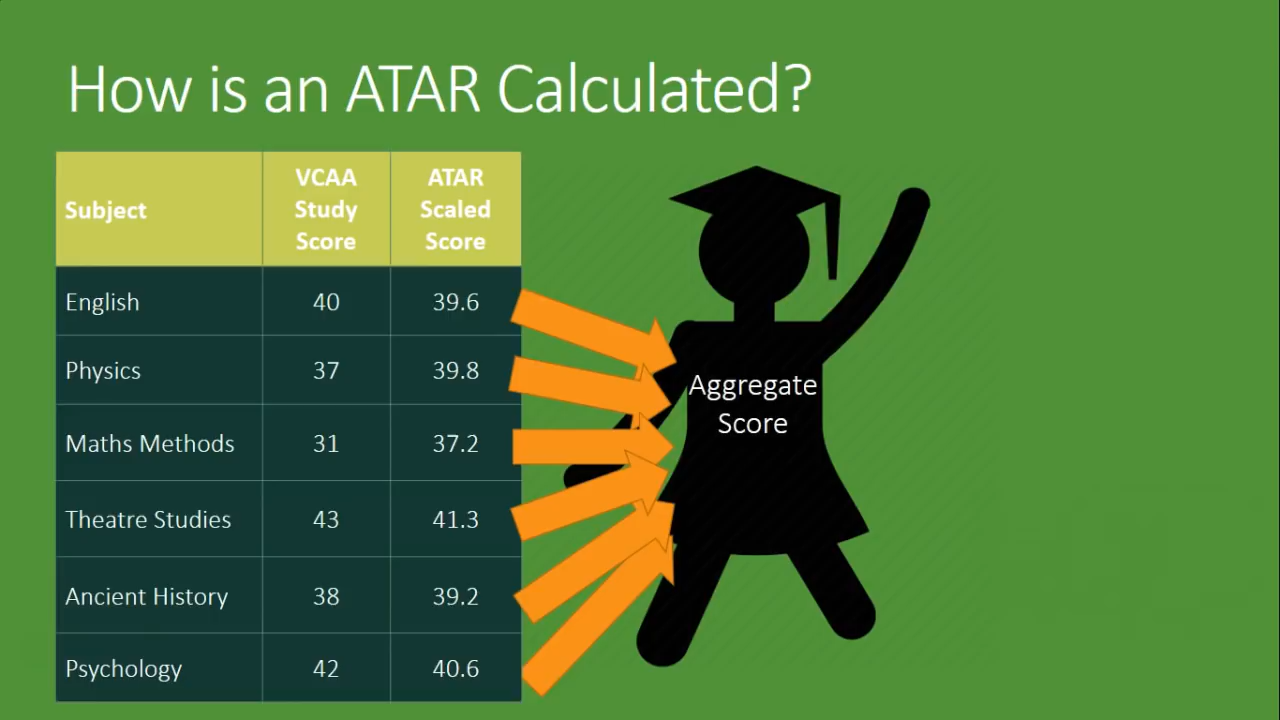 How is an ATAR Calculated?
Subject
VCAA
Study
Score
ATAR
Scaled
Score
English 40 39.6
Physics 37 39.8
Maths Methods 31 37.2
Theatre Studies 43 41.3
Ancient History 38 39.2
Psychology 42 40.6
Aggregate
Score